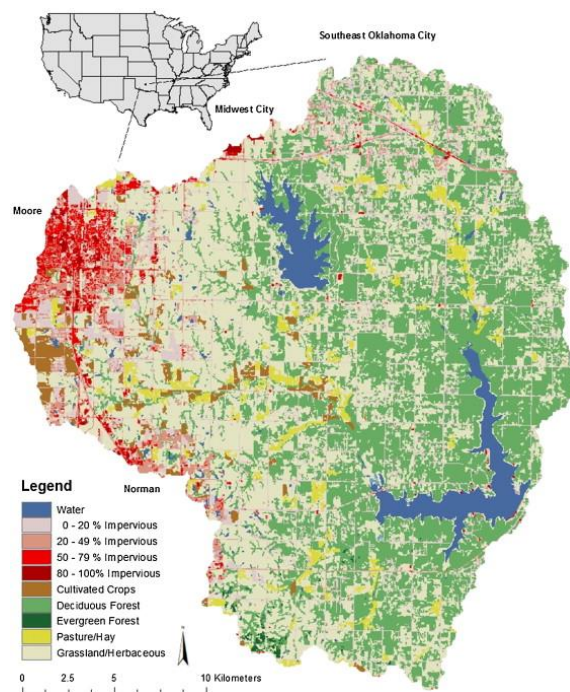 Southeast Oklahoma City
Midwest City
Moore
Norman
Legend
Water
0 - 20 % Impervious
20 - 49 % Impervious
50 - 79 % Impervious
80 - 100% Impervious
Cultivated Crops
Deciduous Forest
Evergreen Forest
Pasture/Hay
Grassland/Herbaceous
0 2.5 5 10 Kilometers